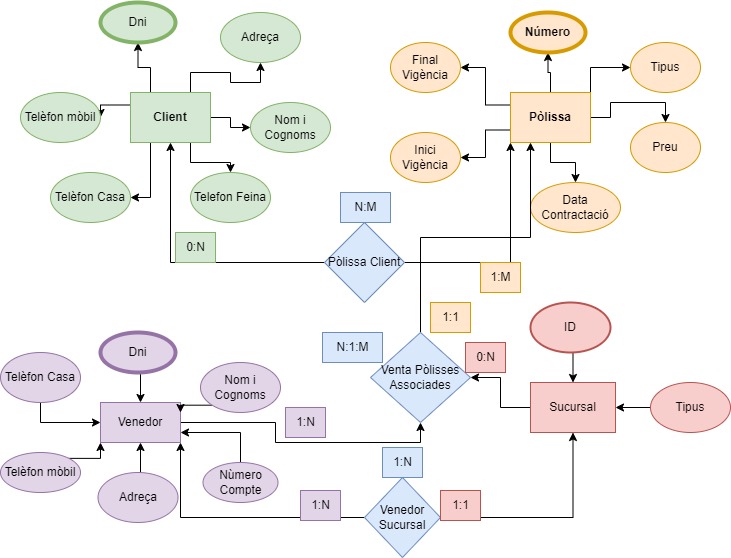 Dni
Adreça
Telèfon mòbil
Client
Nom i
Cognoms
Telèfon Casa
Telefon Feina
0:N
Número
Final
Vigència
Tipus
Pòlissa
Inici
Vigència
Preu
Data
Contractació
N:M
Pòlissa Client
1:M
1:1
N:1:M
Venta Pòlisses
Associades
0:N
ID
Sucursal
Tipus
Dni
Telèfon Casa
Nom i
Cognoms
Venedor
1:N
Telèfon mòbil
Adreça
Nùmero
Compte
1:N
1:N
Venedor
Sucursal
1:1